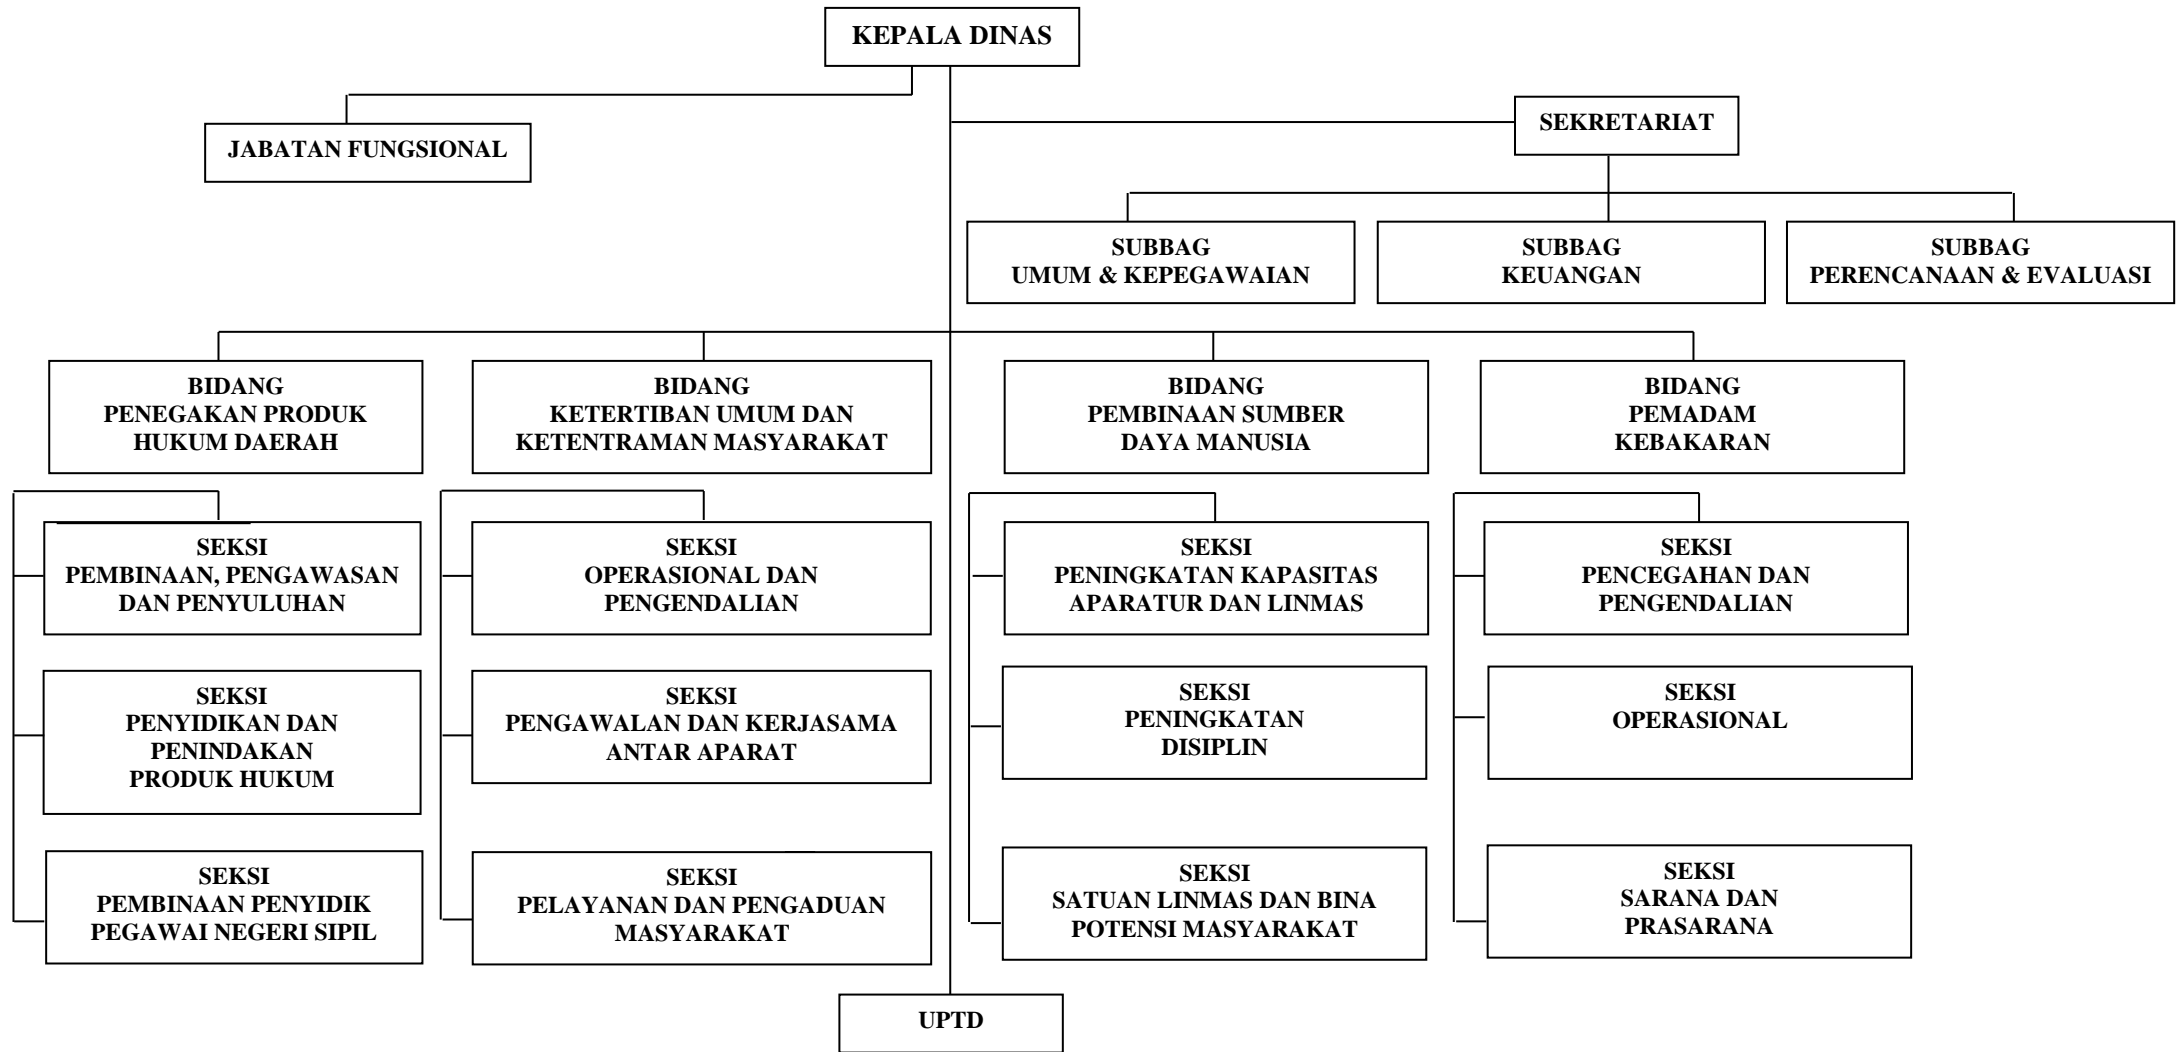 KEPALA DINAS
JABATAN FUNGSIONAL
SEKRETARIAT
SUBBAG
UMUM & KEPEGAWAIAN
SUBBAG
KEUANGAN
SUBBAG
PERENCANAAN & EVALUASI
BIDANG
PENEGAKAN PRODUK
HUKUM DAERAH
BIDANG
KETERTIBAN UMUM DAN
KETENTRAMAN MASYARAKAT
BIDANG
PEMBINAAN SUMBER
DAYA MANUSIA
BIDANG
PEMADAM
KEBAKARAN
SEKSI
PEMBINAAN, PENGAWASAN
DAN PENYULUHAN
SEKSI
OPERASIONAL DAN
PENGENDALIAN
SEKSI
PENINGKATAN KAPASITAS
APARATUR DAN LINMAS
SEKSI
PENCEGAHAN DAN
PENGENDALIAN
SEKSI
PENYIDIKAN DAN
PENINDAKAN
PRODUK HUKUM
SEKSI
PENGAWALAN DAN KERJASAMA
ANTAR APARAT
SEKSI
PENINGKATAN
DISIPLIN
SEKSI
OPERASIONAL
SEKSI
PEMBINAAN PENYIDIK
PEGAWAI NEGERI SIPIL
SEKSI
PELAYANAN DAN PENGADUAN
MASYARAKAT
SEKSI
SATUAN LINMAS DAN BINA
POTENSI MASYARAKAT
SEKSI
SARANA DAN
PRASARANA
UPTD